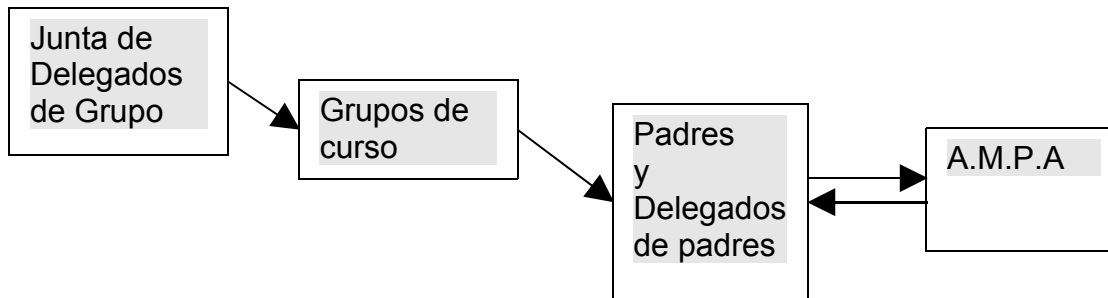 Junta de
Delegados
de Grupo
Grupos de
curso
Padres
y
Delegados
de padres
A.M.P.A